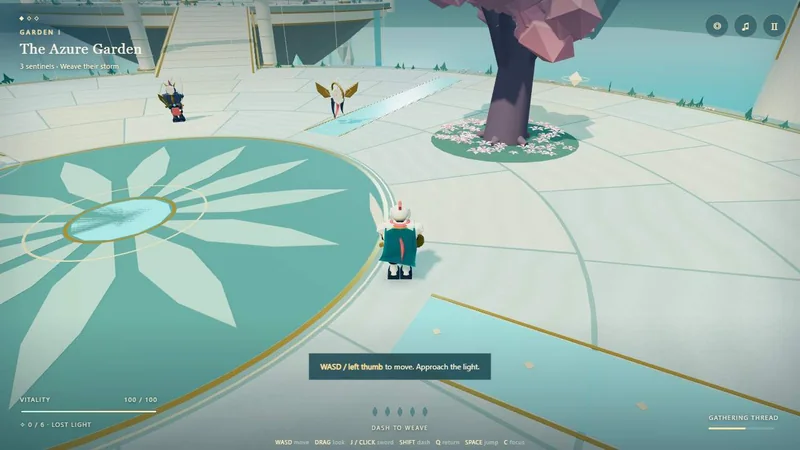 GARDEN I
The Azure Garden
3 sentinels · Weave their storm
WASD / left thumb to move. Approach the light.
VITALITY 100 / 100
0 / 6 · LOST LIGHT
DASH TO WEAVE
GATHERING THREAD
WASD move DRAG look J / CLICK sword SHIFT dash Q return SPACE jump C focus